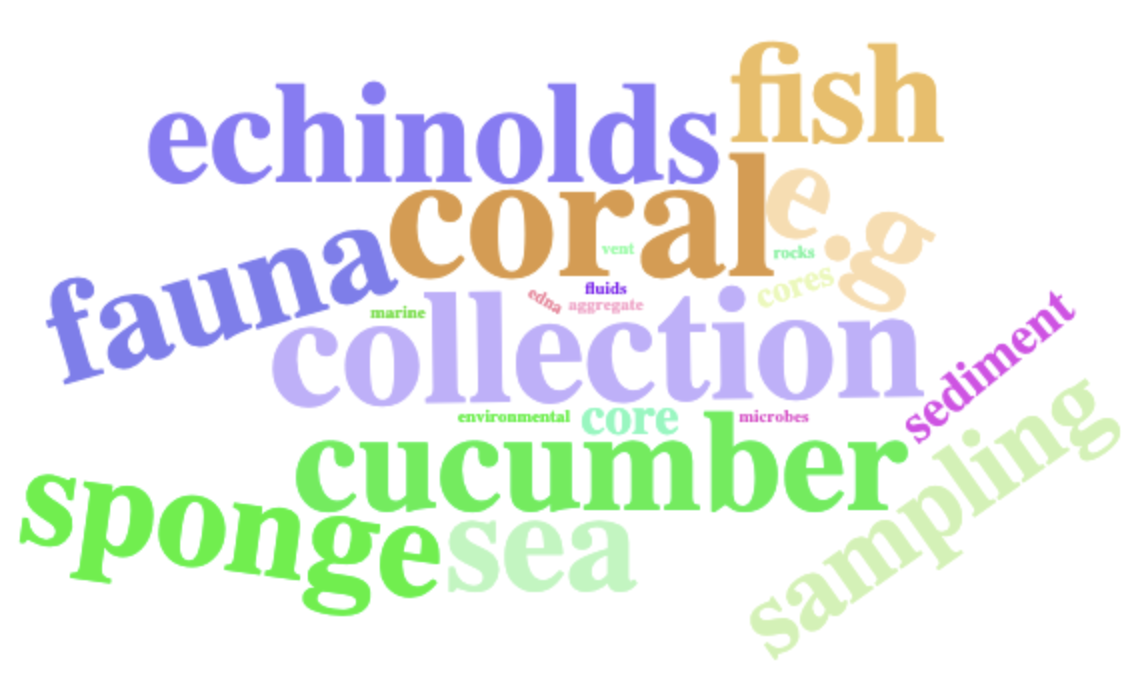 fish
echinolds
coral
e.g
fauna
vent
rocks
cores
fluids
edna
aggregate
marine
collection
sediment
environmental
core
microbes
cucumber
sampling
sponge
sea